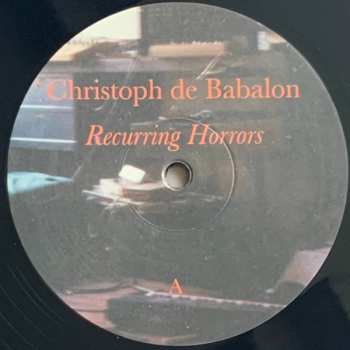 Christoph de Babalon
Recurring Horrors
A